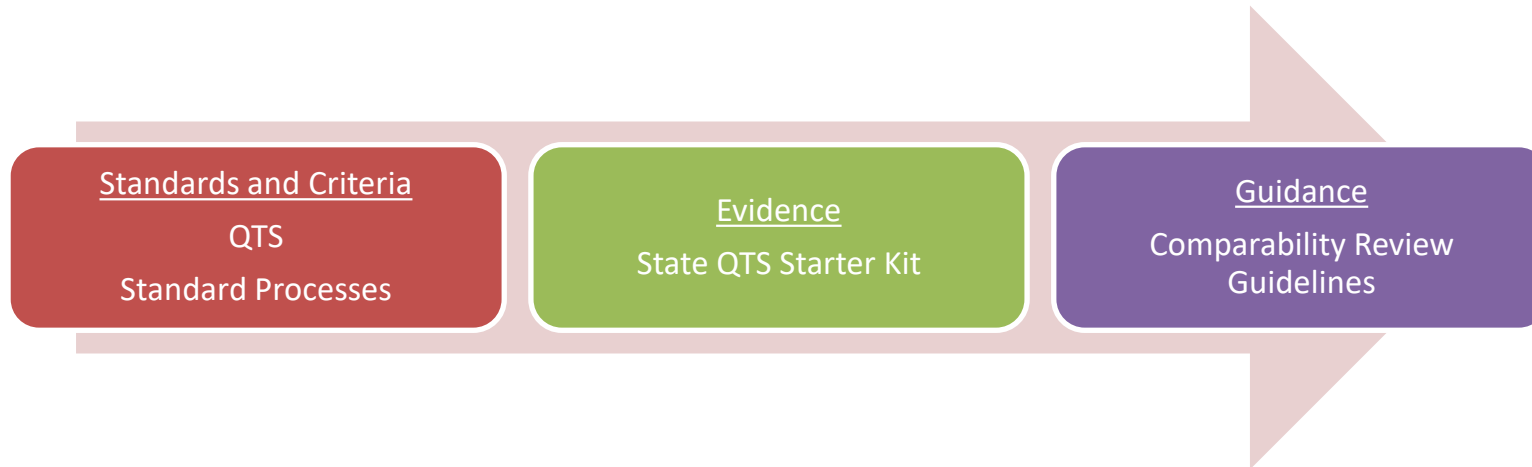 Standards and Criteria
QTS
Standard Processes
Evidence
State QTS Starter Kit
Guidance
Comparability Review
Guidelines